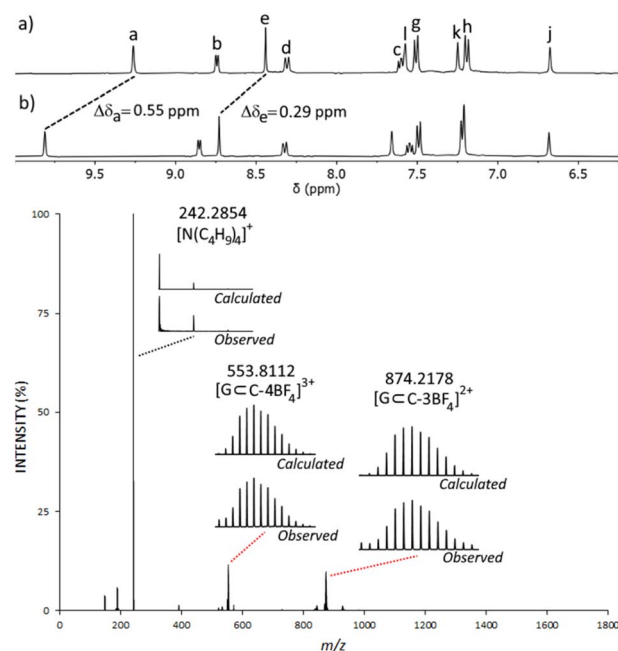 a)
a b e d c l g k h j
b)
Δδa=0.55 ppm Δδe=0.29 ppm
9.5 9.0 8.5 8.0 7.5 7.0 6.5
δ (ppm)
100
75
50
25
0
INTENSITY (%)
242.2854
[N(C4H9)4]+
Calculated
Observed
553.8112
[G⊂C-4BF4]3+
Calculated
Observed
874.2178
[G⊂C-3BF4]2+
Calculated
Observed
0 200 400 600 800 1000 1200 1400 1600 1800
m/z